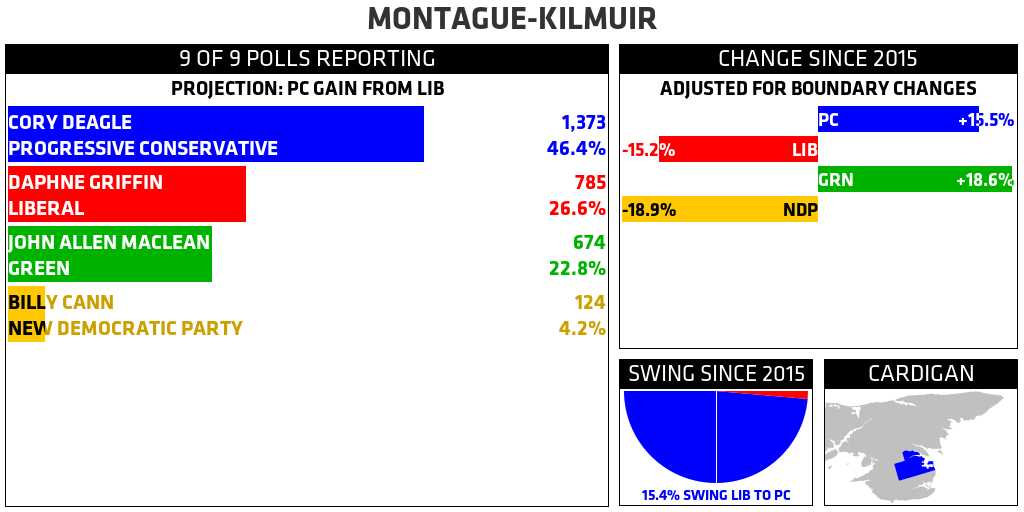 MONTAGUE-KILMUIR
9 OF 9 POLLS REPORTING
PROJECTION: PC GAIN FROM LIB
CORY DEAGLE 1,373
PROGRESSIVE CONSERVATIVE 46.4%
DAPHNE GRIFFIN 785
LIBERAL 26.6%
JOHN ALLEN MACLEAN 674
GREEN 22.8%
BILLY CANN 124
NEW DEMOCRATIC PARTY 4.2%
CHANGE SINCE 2015
ADJUSTED FOR BOUNDARY CHANGES
PC +15.5%
-15.2% LIB
GRN +18.6%
-18.9% NDP
SWING SINCE 2015
15.4% SWING LIB TO PC
CARDIGAN